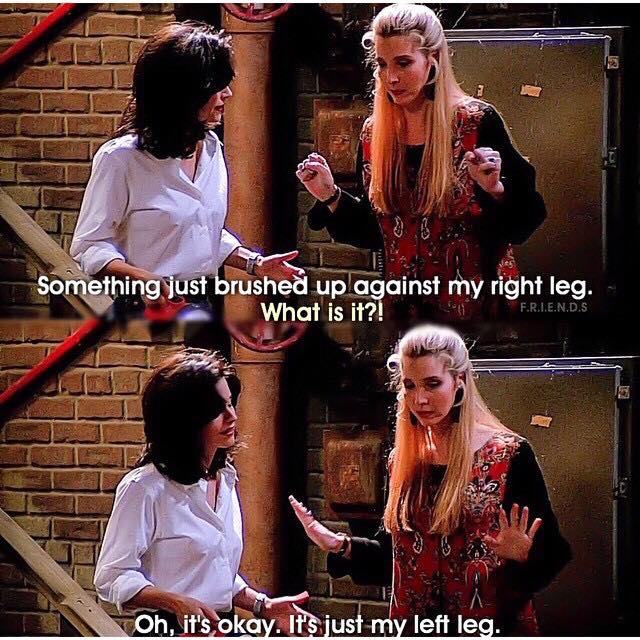 Something just brushed up against my right leg.
What is it?!
F.R.I.E.N.D.S
Oh, it's okay. It's just my left leg.